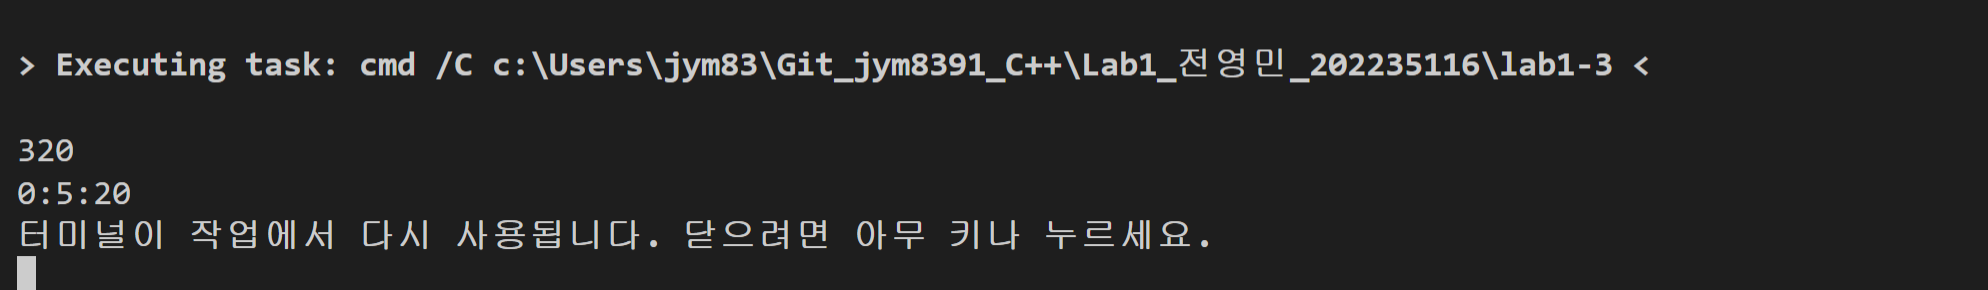 > Executing task: cmd /C c:\Users\jym83\Git_jym8391_C++\Lab1_전영민_202235116\lab1-3 <
320
0:5:20
터미널이 작업에서 다시 사용됩니다. 닫으려면 아무 키나 누르세요.